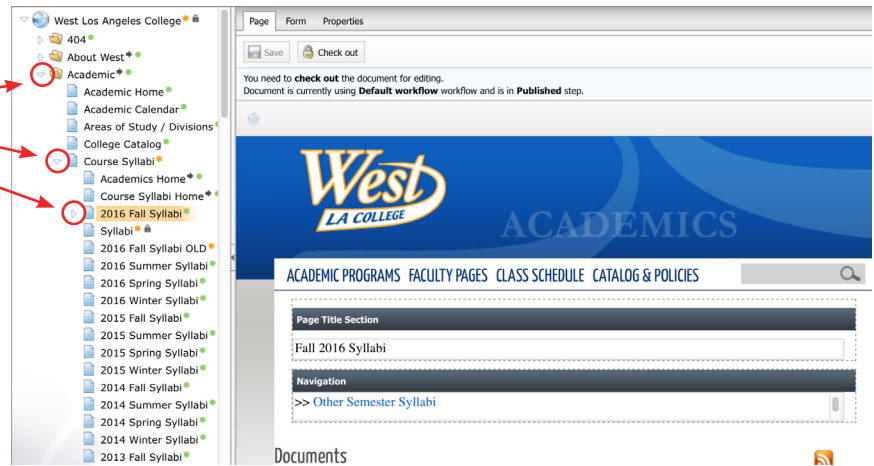 West Los Angeles College
404
About West
Academic
Academic Home
Academic Calendar
Areas of Study / Divisions
College Catalog
Course Syllabi
Academics Home
Course Syllabi Home
2016 Fall Syllabi
Syllabi
2016 Fall Syllabi OLD
2016 Summer Syllabi
2016 Spring Syllabi
2016 Winter Syllabi
2015 Fall Syllabi
2015 Summer Syllabi
2015 Spring Syllabi
2015 Winter Syllabi
2014 Fall Syllabi
2014 Summer Syllabi
2014 Spring Syllabi
2014 Winter Syllabi
2013 Fall Syllabi
Page Form Properties
Save Check out
You need to check out the document for editing.
Document is currently using Default workflow workflow and is in Published step.
West
LA COLLEGE
ACADEMICS
ACADEMIC PROGRAMS FACULTY PAGES CLASS SCHEDULE CATALOG & POLICIES
Page Title Section
Fall 2016 Syllabi
Navigation
>> Other Semester Syllabi
Documents